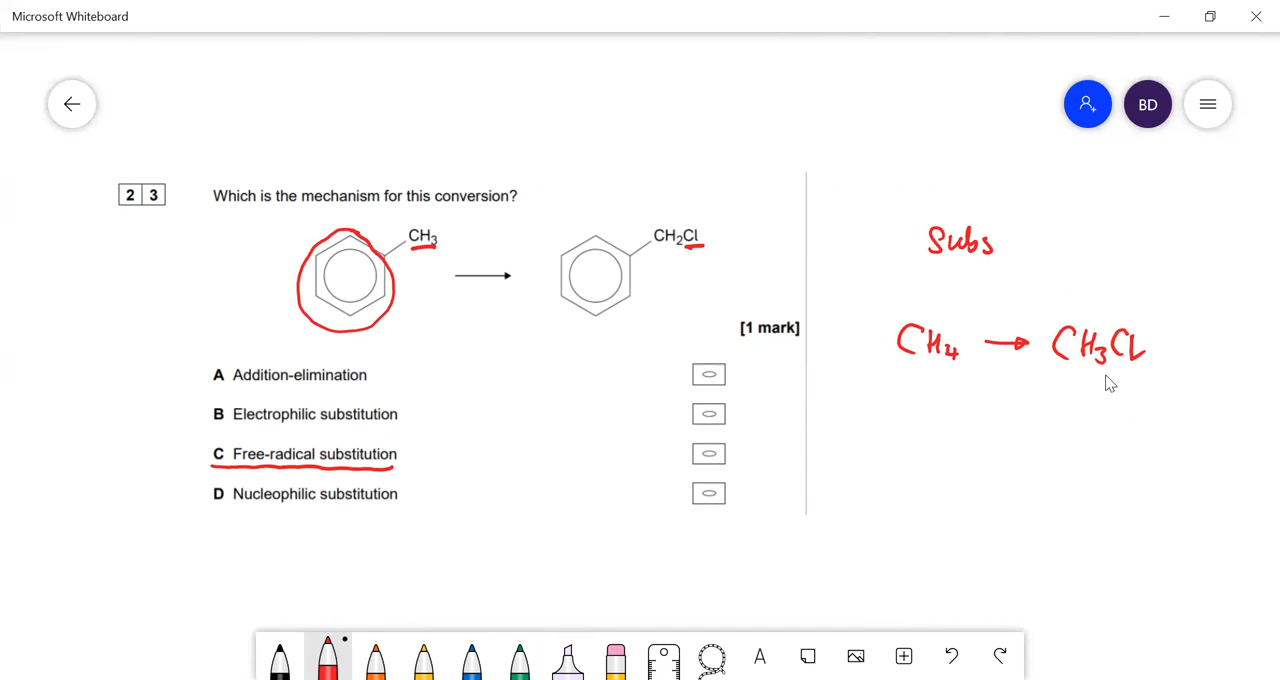 Microsoft Whiteboard
BD
2 3 Which is the mechanism for this conversion?
CH3
CH2Cl
[1 mark]
A Addition-elimination
B Electrophilic substitution
C Free-radical substitution
D Nucleophilic substitution
Subs
CH4 → CH3Cl
A